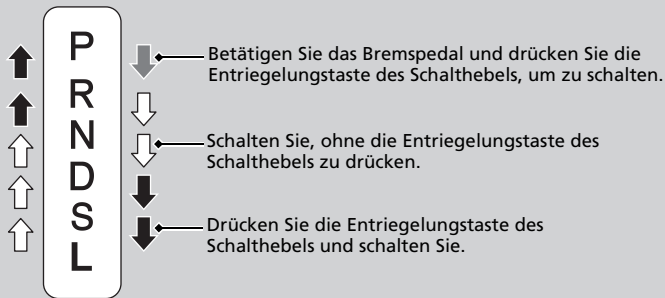 P
R
N
D
S
L
Betätigen Sie das Bremspedal und drücken Sie die
Entriegelungstaste des Schalthebels, um zu schalten.
Schalten Sie, ohne die Entriegelungstaste des
Schalthebels zu drücken.
Drücken Sie die Entriegelungstaste des
Schalthebels und schalten Sie.